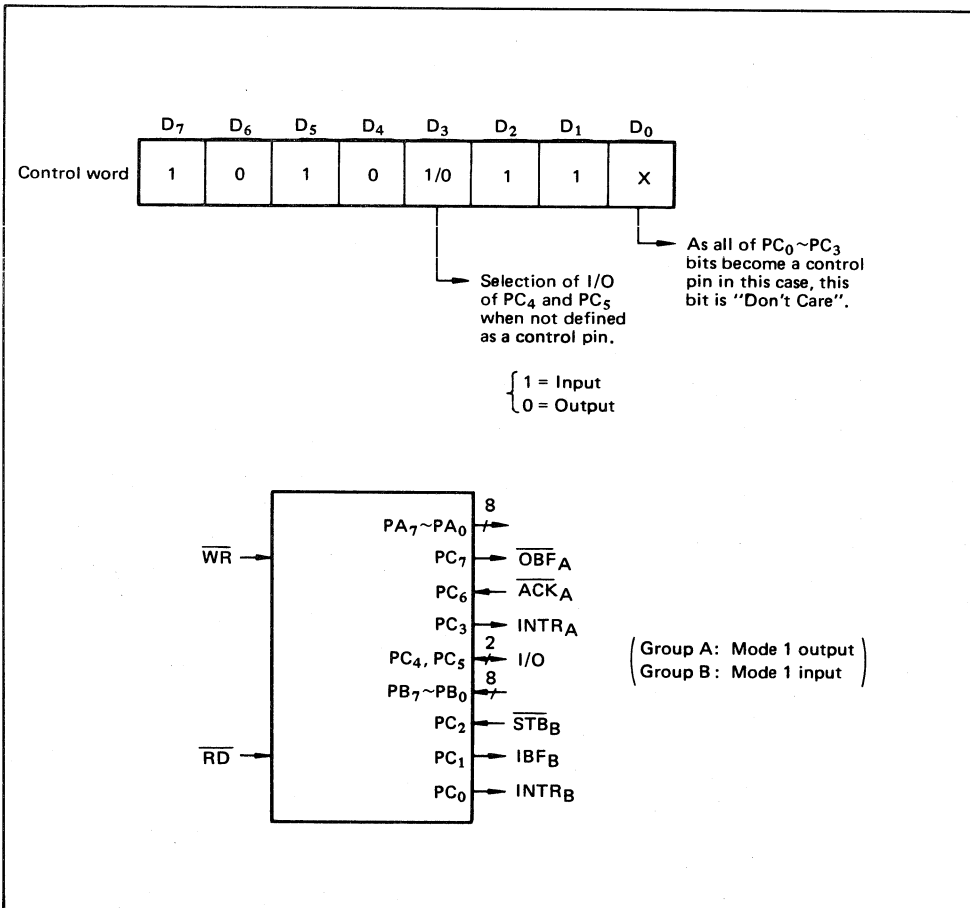 D7 D6 D5 D4 D3 D2 D1 D0
Control word 1 0 1 0 1/0 1 1 X
As all of PC0~PC3
bits become a control
pin in this case, this
bit is "Don't Care".
Selection of I/O
of PC4 and PC5
when not defined
as a control pin.
1 = Input
0 = Output
8
PA7~PA0
WR
PC7 OBFA
PC6 ACKA
PC3 INTRA
2
PC4, PC5 I/O
8
PB7~PB0
PC2 STBB
RD
PC1 IBFB
PC0 INTRB
(Group A: Mode 1 output
Group B: Mode 1 input)